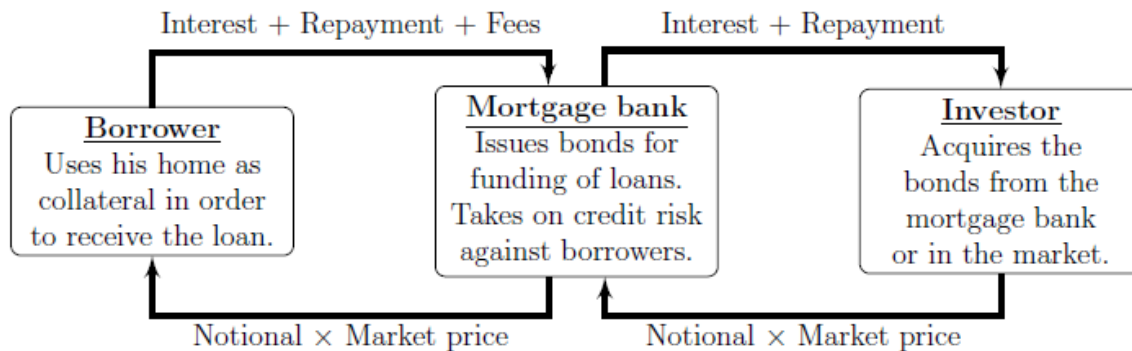 Interest + Repayment + Fees
Interest + Repayment
Borrower
Uses his home as
collateral in order
to receive the loan.
Mortgage bank
Issues bonds for
funding of loans.
Takes on credit risk
against borrowers.
Investor
Acquires the
bonds from the
mortgage bank
or in the market.
Notional × Market price
Notional × Market price